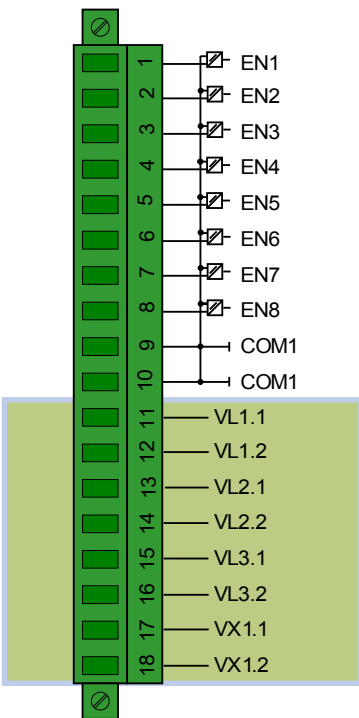 1 EN1
2 EN2
3 EN3
4 EN4
5 EN5
6 EN6
7 EN7
8 EN8
9 COM1
10 COM1
11 VL1.1
12 VL1.2
13 VL2.1
14 VL2.2
15 VL3.1
16 VL3.2
17 VX1.1
18 VX1.2